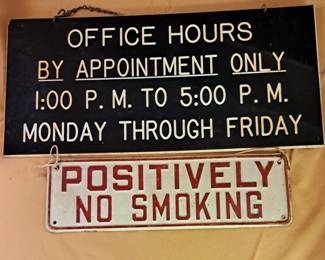 OFFICE HOURS
BY APPOINTMENT ONLY
1:00 P. M. TO 5:00 P. M.
MONDAY THROUGH FRIDAY
POSITIVELY
NO SMOKING